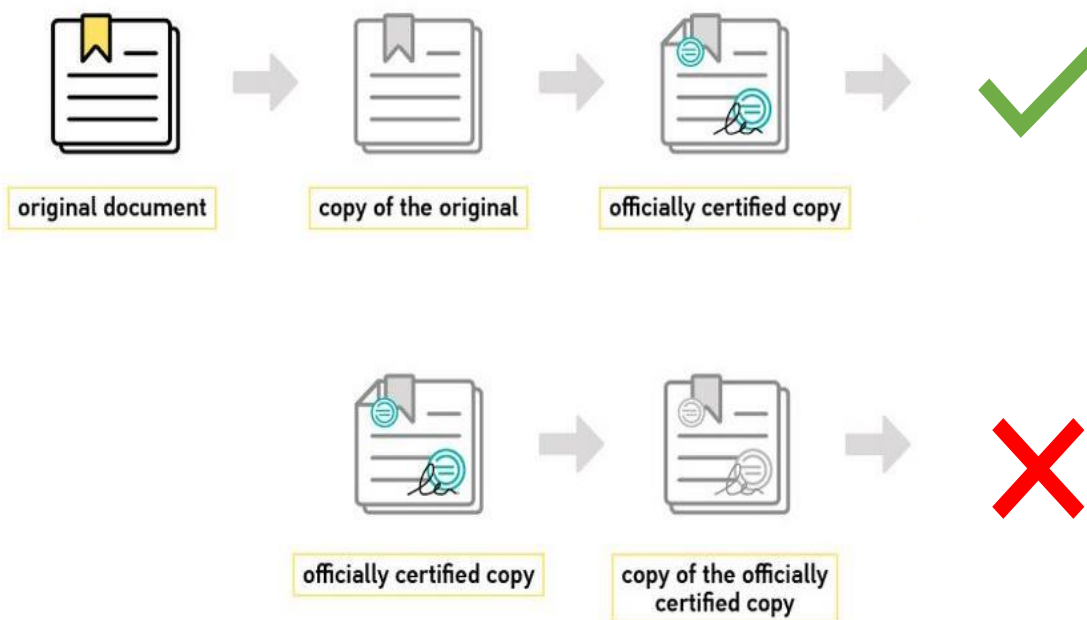 original document
copy of the original
officially certified copy
officially certified copy
copy of the officially
certified copy